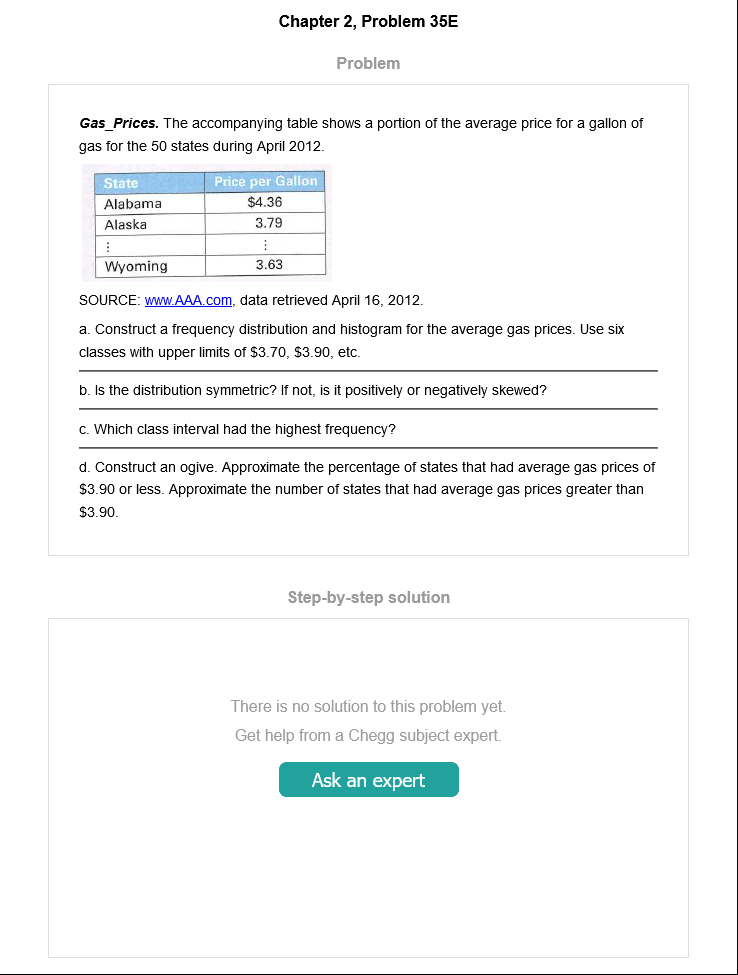 Chapter 2, Problem 35E
Problem
Gas_Prices. The accompanying table shows a portion of the average price for a gallon of
gas for the 50 states during April 2012.
State Price per Gallon
Alabama $4.36
Alaska 3.79
⋮ ⋮
Wyoming 3.63
SOURCE: www.AAA.com, data retrieved April 16, 2012.
a. Construct a frequency distribution and histogram for the average gas prices. Use six
classes with upper limits of $3.70, $3.90, etc.
b. Is the distribution symmetric? If not, is it positively or negatively skewed?
c. Which class interval had the highest frequency?
d. Construct an ogive. Approximate the percentage of states that had average gas prices of
$3.90 or less. Approximate the number of states that had average gas prices greater than
$3.90.
Step-by-step solution
There is no solution to this problem yet.
Get help from a Chegg subject expert.
Ask an expert